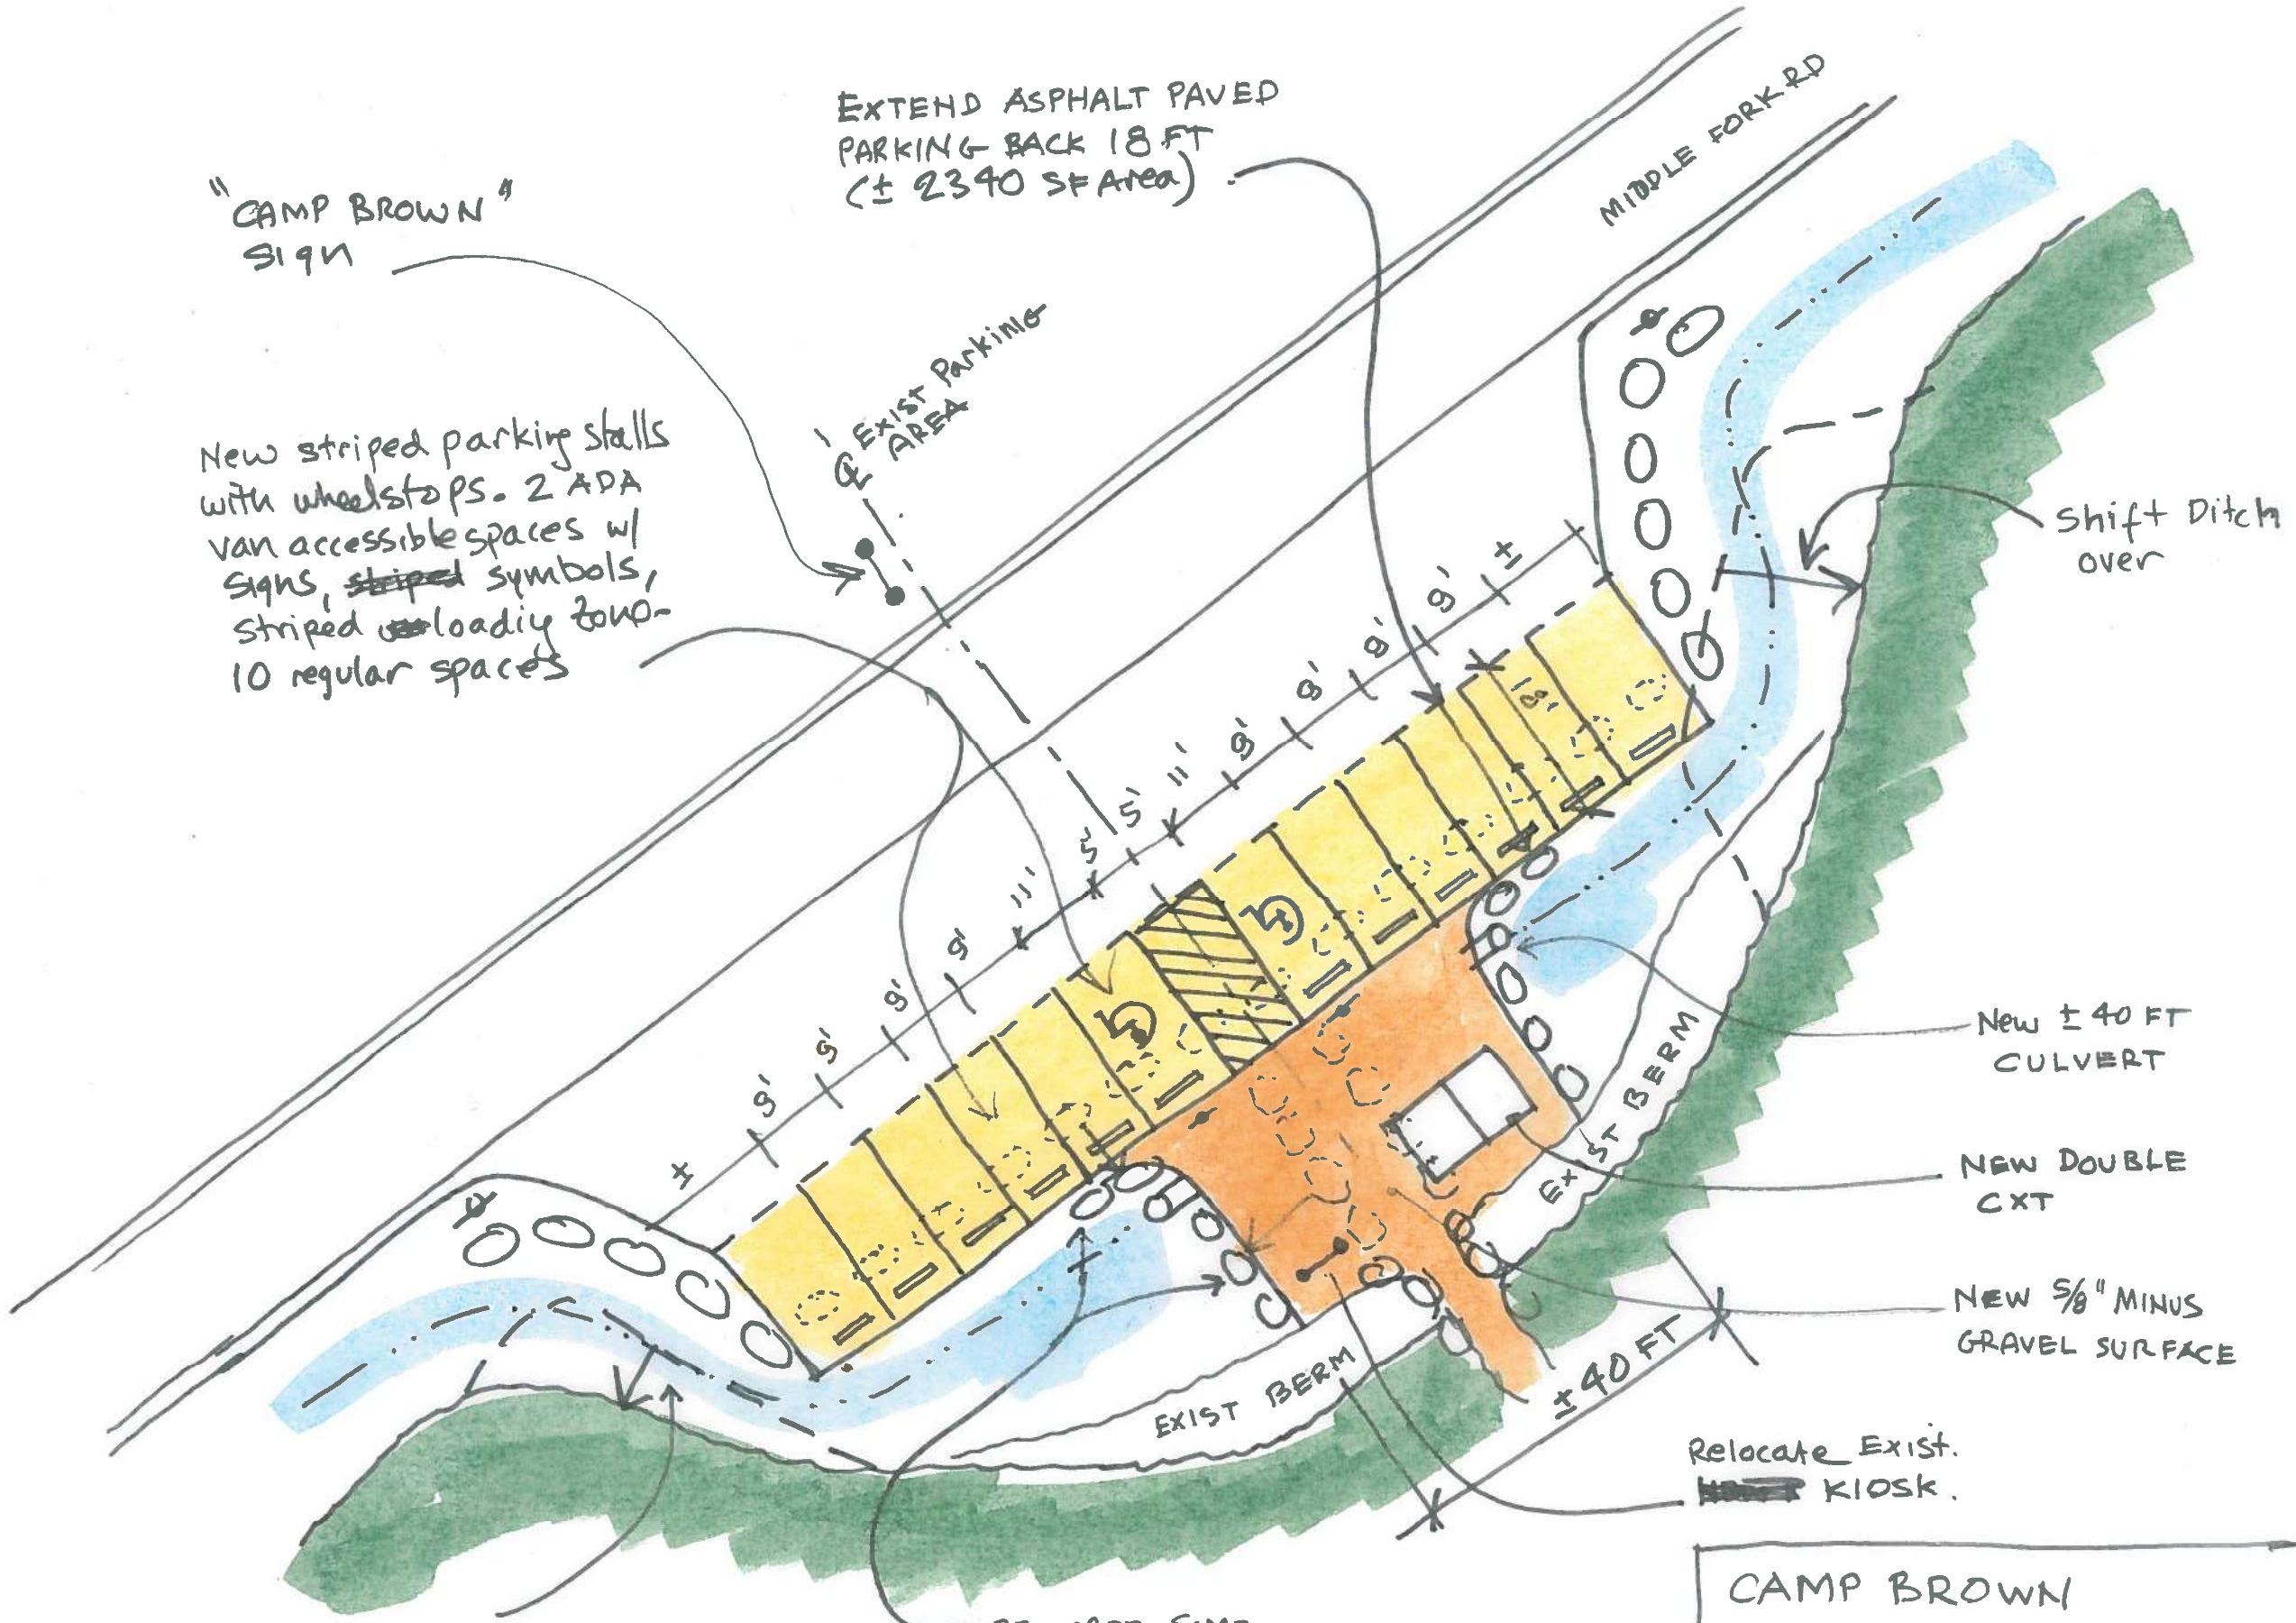 EXTEND ASPHALT PAVED
PARKING BACK 18 FT
(± 2340 SF Area)
MIDDLE FORK RD
"CAMP BROWN"
Sign
℄ EXIST Parking
AREA
New striped parking stalls
with wheelstops. 2 ADA
van accessible spaces w/
signs, striped symbols,
striped loading zone-
10 regular spaces
Shift Ditch
over
±
9'
9'
9'
9'
11'
5'
5'
11'
9'
9'
9'
9'
±
18'
New ± 40 FT
CULVERT
EXIST BERM
NEW DOUBLE
CXT
NEW 5/8" MINUS
GRAVEL SURFACE
EXIST BERM
± 40 FT
Relocate Exist.
KIOSK.
CAMP BROWN